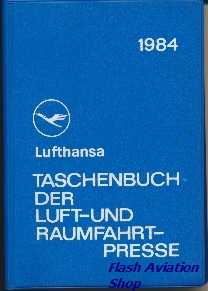 1984
Lufthansa
TASCHENBUCH
DER
LUFT-UND
RAUMFAHRT-
PRESSE
Flash Aviation
Shop